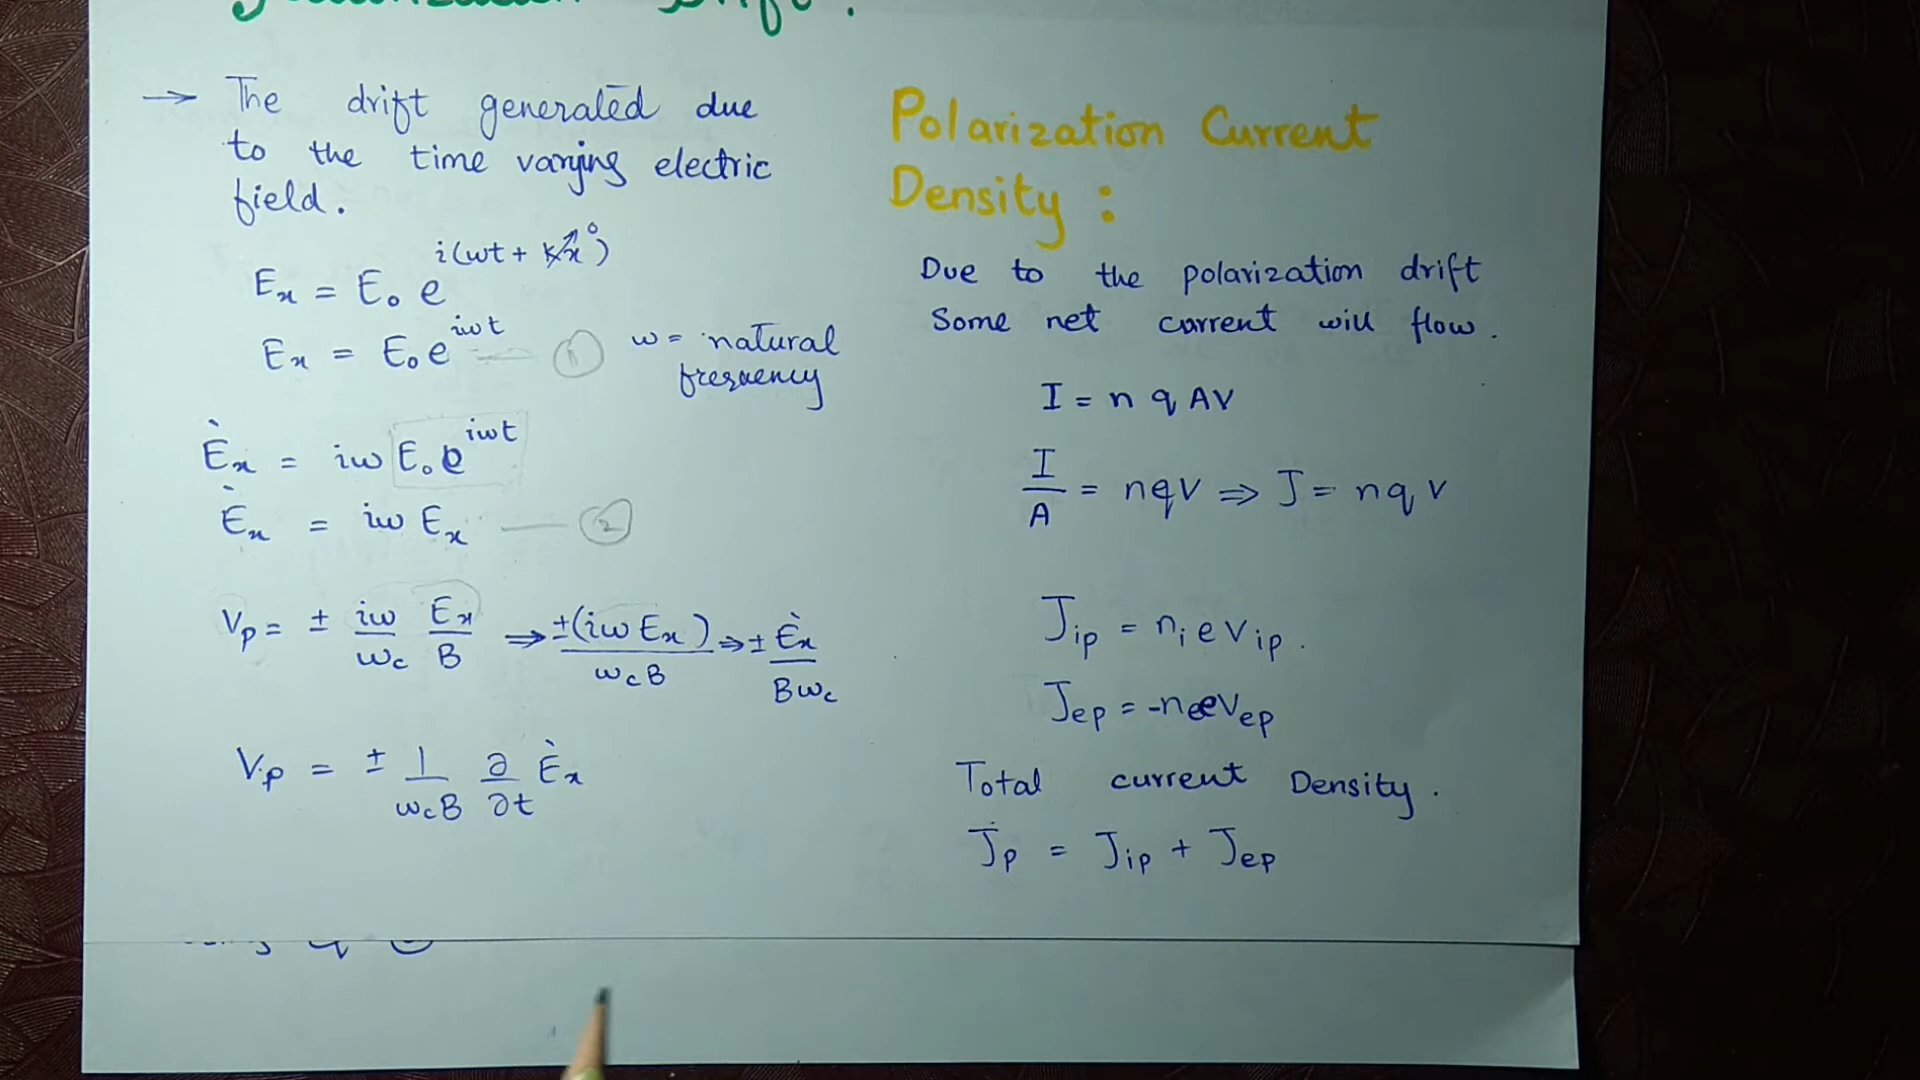 → The drift generated due
to the time varying electric
field.
Eₓ = E₀ e^{i(ωt + kx⁰)}
Eₓ = E₀ e^{iωt} — ① ω = natural
frequency
Ėₓ = iω E₀ e^{iωt}
Ėₓ = iω Eₓ — ②
Vp = ± iω/ωc Eₓ/B ⇒ ±(iω Eₓ)/ωcB ⇒ ± Ėₓ/Bωc
Vp = ± 1/ωcB ∂/∂t Ėₓ
Polarization Current
Density :
Due to the polarization drift
Some net current will flow.
I = n q A V
I/A = nqV ⇒ J = nqV
Jip = nᵢ e Vip.
Jep = -nₑeVep
Total current Density.
Jp = Jip + Jep